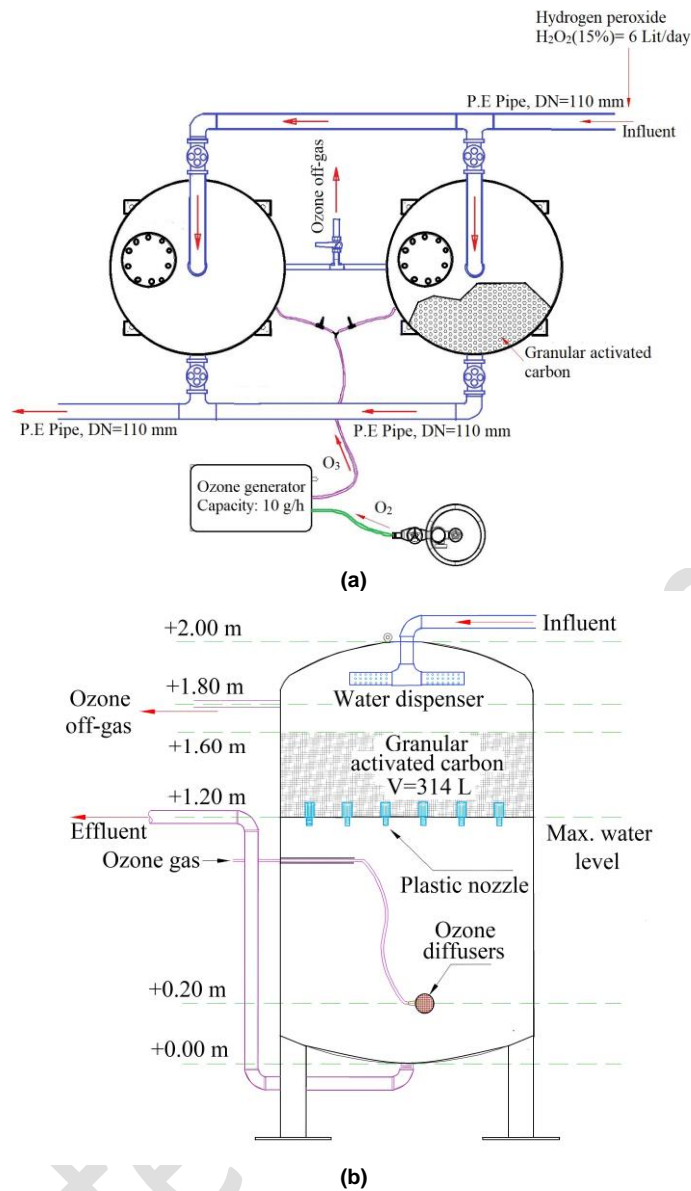 Hydrogen peroxide
H₂O₂(15%)= 6 Lit/day
P.E Pipe, DN=110 mm
Influent
Ozone off-gas
Granular activated
carbon
P.E Pipe, DN=110 mm
P.E Pipe, DN=110 mm
O₃
Ozone generator
Capacity: 10 g/h
O₂
(a)
+2.00 m
Influent
+1.80 m
Water dispenser
Ozone
off-gas
+1.60 m
Granular
activated carbon
V=314 L
+1.20 m
Effluent
Max. water
level
Ozone gas
Plastic nozzle
Ozone
diffusers
+0.20 m
+0.00 m
(b)